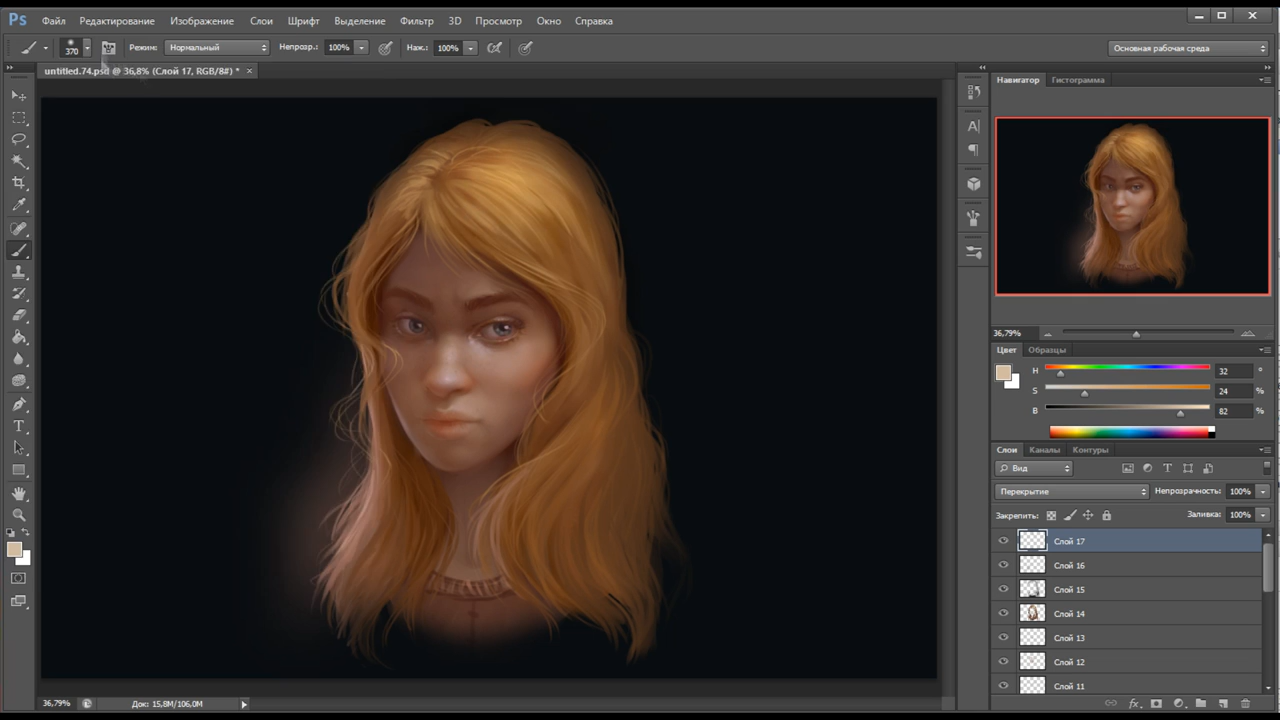 Ps Файл Редактирование Изображение Слои Шрифт Выделение Фильтр 3D Просмотр Окно Справка
370 Режим: Нормальный Непрозр.: 100% Наж.: 100% Основная рабочая среда
untitled.74.psd @ 36,8% (Слой 17, RGB/8#) * ×
Навигатор Гистограмма
36,79%
Цвет Образцы
H 32 °
S 24 %
B 82 %
Слои Каналы Контуры
Вид
Перекрытие Непрозрачность: 100%
Закрепить: Заливка: 100%
Слой 17
Слой 16
Слой 15
Слой 14
Слой 13
Слой 12
Слой 11
36,79% Док: 15,8M/106,0M